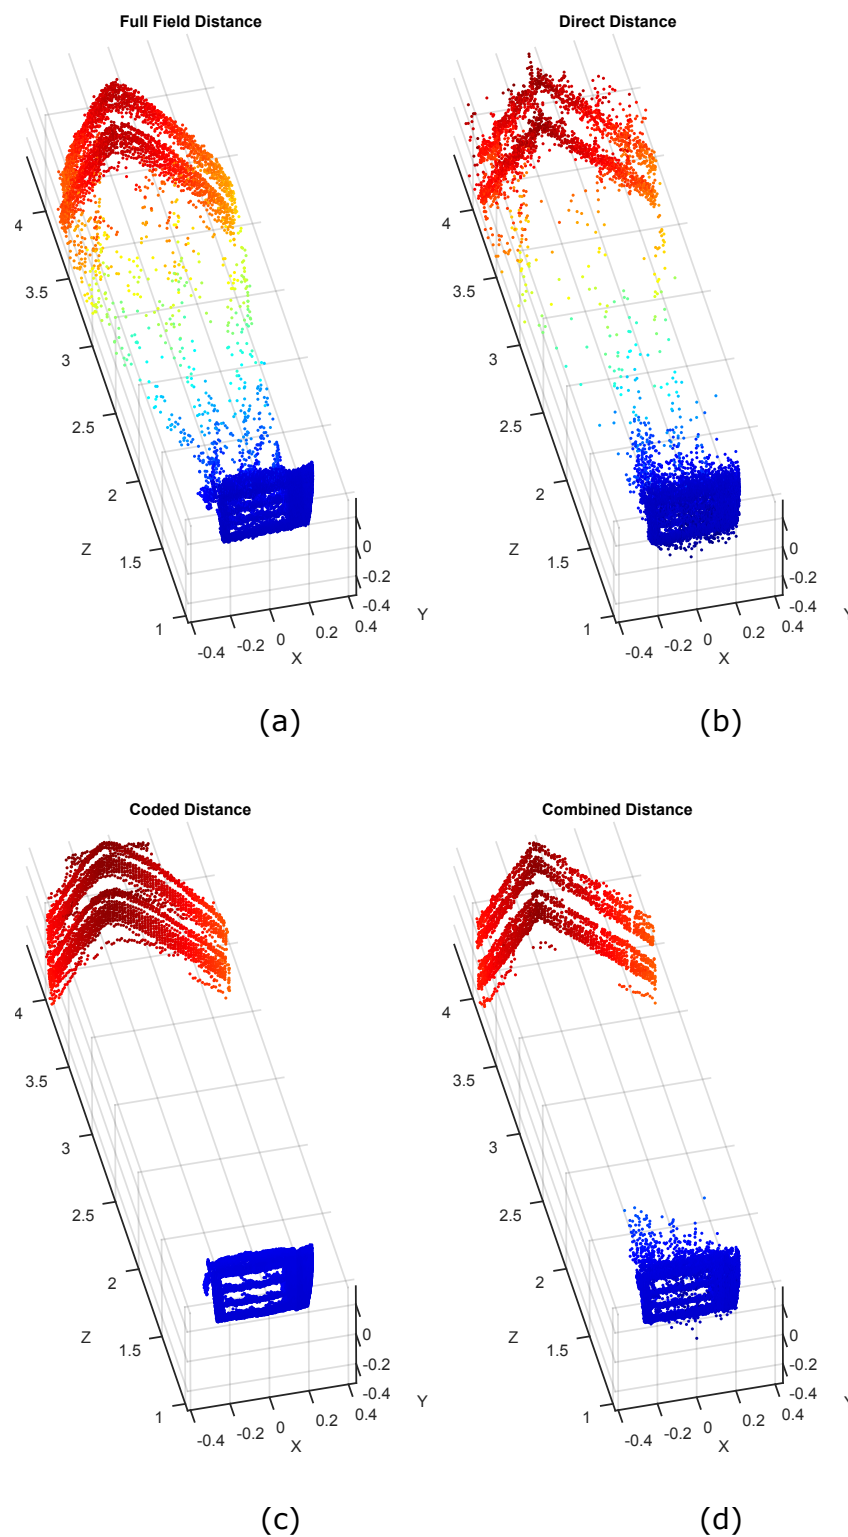 Full Field Distance
Direct Distance
4
3.5
3
2.5
2
1.5
1
Z
0
-0.2
-0.4
Y
-0.4 -0.2 0 0.2 0.4
X
4
3.5
3
2.5
2
1.5
1
Z
0
-0.2
-0.4
Y
-0.4 -0.2 0 0.2 0.4
X
(a)
(b)
Coded Distance
Combined Distance
4
3.5
3
2.5
2
1.5
1
Z
0
-0.2
-0.4
Y
-0.4 -0.2 0 0.2 0.4
X
4
3.5
3
2.5
2
1.5
1
Z
0
-0.2
-0.4
Y
-0.4 -0.2 0 0.2 0.4
X
(c)
(d)